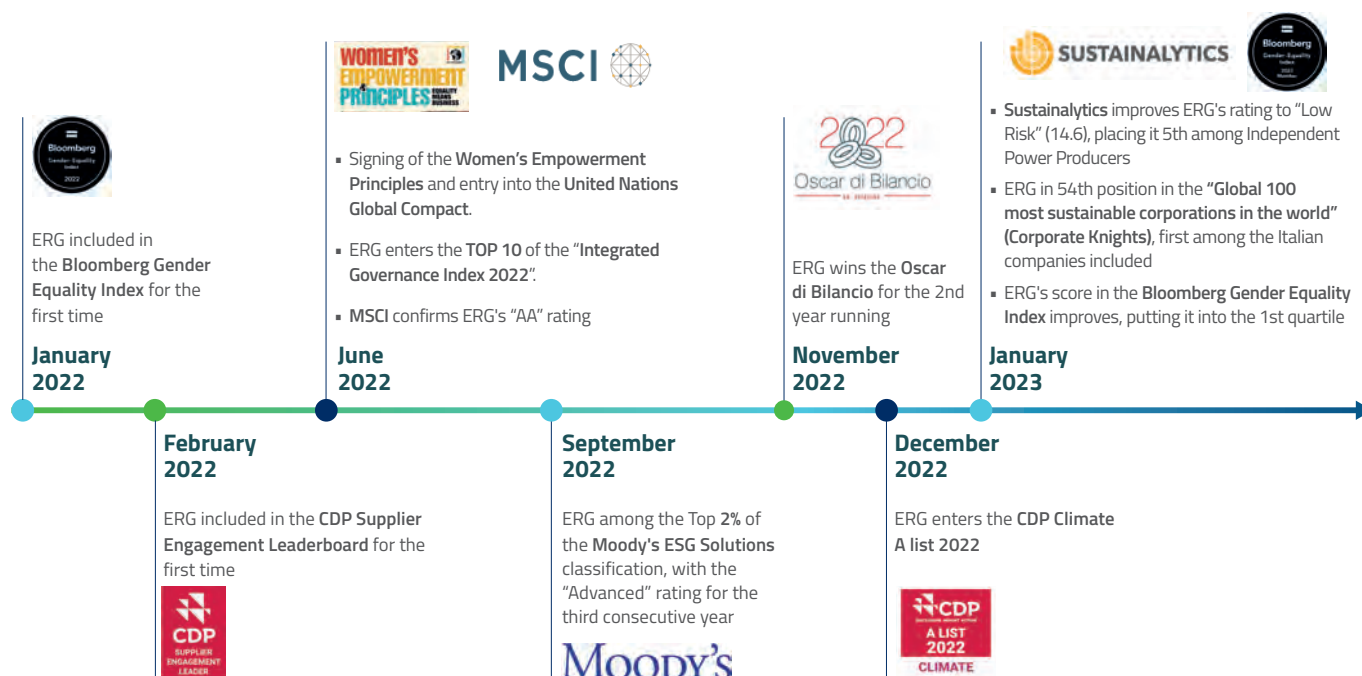 Bloomberg
Gender-Equality
Index
2022
ERG included in
the Bloomberg Gender
Equality Index for the
first time
January
2022
WOMEN'S
EMPOWERMENT
PRINCIPLES
EQUALITY
MEANS
BUSINESS
MSCI
▪ Signing of the Women's Empowerment
Principles and entry into the United Nations
Global Compact.
▪ ERG enters the TOP 10 of the "Integrated
Governance Index 2022".
▪ MSCI confirms ERG's "AA" rating
June
2022
2022
Oscar di Bilancio
ERG wins the Oscar
di Bilancio for the 2nd
year running
November
2022
SUSTAINALYTICS
Bloomberg
Gender-Equality
Index
2023
▪ Sustainalytics improves ERG's rating to "Low
Risk" (14.6), placing it 5th among Independent
Power Producers
▪ ERG in 54th position in the "Global 100
most sustainable corporations in the world"
(Corporate Knights), first among the Italian
companies included
▪ ERG's score in the Bloomberg Gender Equality
Index improves, putting it into the 1st quartile
January
2023
February
2022
ERG included in the CDP Supplier
Engagement Leaderboard for the
first time
CDP
SUPPLIER
ENGAGEMENT
LEADER
September
2022
ERG among the Top 2% of
the Moody's ESG Solutions
classification, with the
"Advanced" rating for the
third consecutive year
MOODY'S
December
2022
ERG enters the CDP Climate
A list 2022
CDP
A LIST
2022
CLIMATE